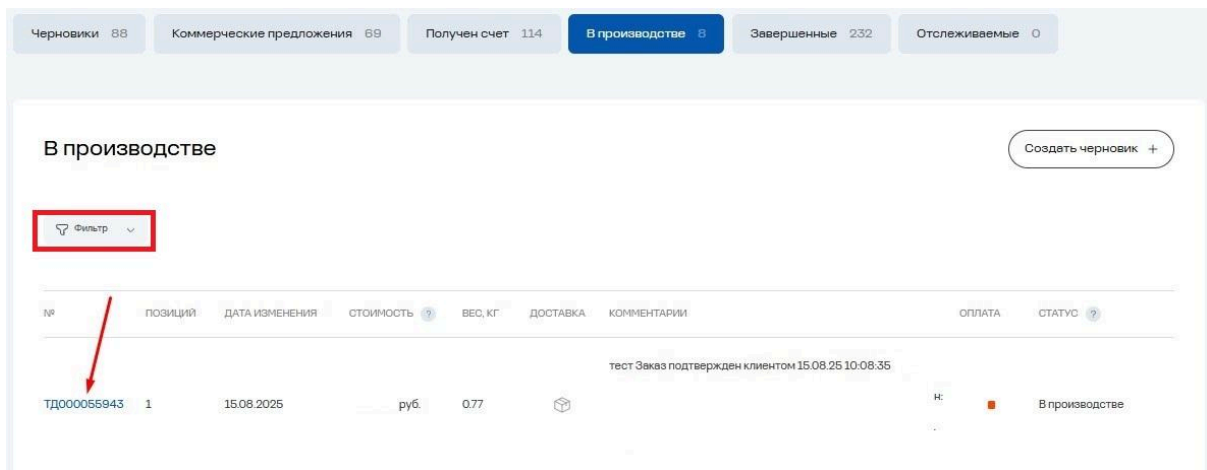 Черновики 88 Коммерческие предложения 69 Получен счет 114 В производстве 8 Завершенные 232 Отслеживаемые 0
В производстве
Создать черновик +
Фильтр
№ ПОЗИЦИЙ ДАТА ИЗМЕНЕНИЯ СТОИМОСТЬ ? ВЕС, КГ ДОСТАВКА КОММЕНТАРИИ ОПЛАТА СТАТУС ?
тест Заказ подтвержден клиентом 15.08.25 10:08:35
н:
ТД000055943 1 15.08.2025 руб. 0.77 В производстве